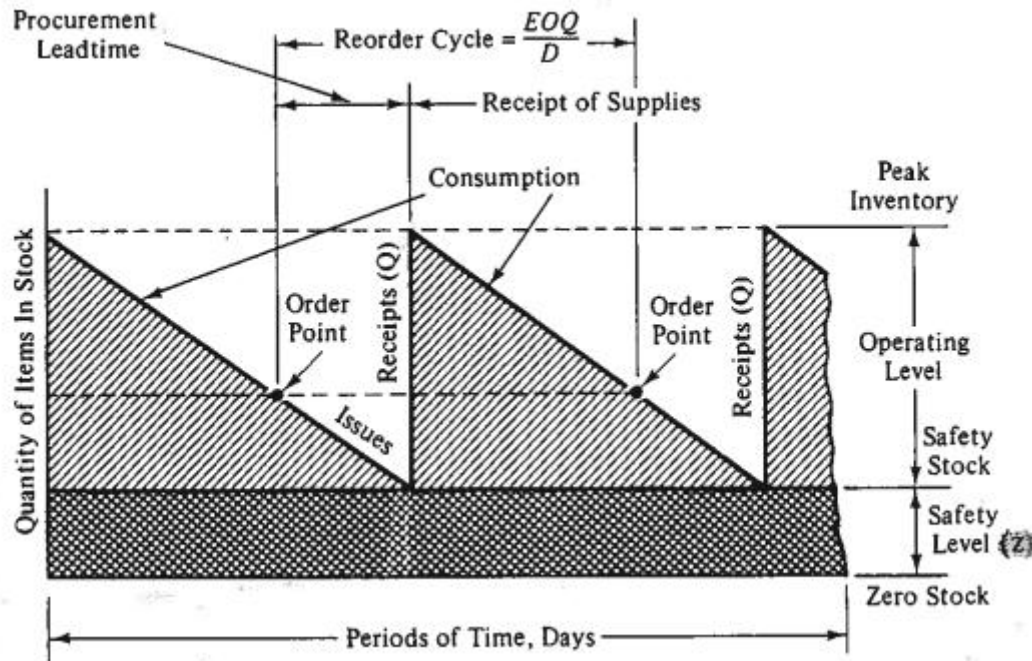 Procurement
Leadtime
Reorder Cycle = EOQ
D
Receipt of Supplies
Consumption
Peak
Inventory
Quantity of Items In Stock
Order
Point
Receipts (Q)
Order
Point
Receipts (Q)
Operating
Level
Issues
Safety
Stock
Safety
Level (z)
Zero Stock
Periods of Time, Days